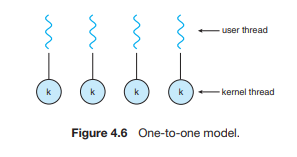 user thread
k k k k
kernel thread
Figure 4.6 One-to-one model.